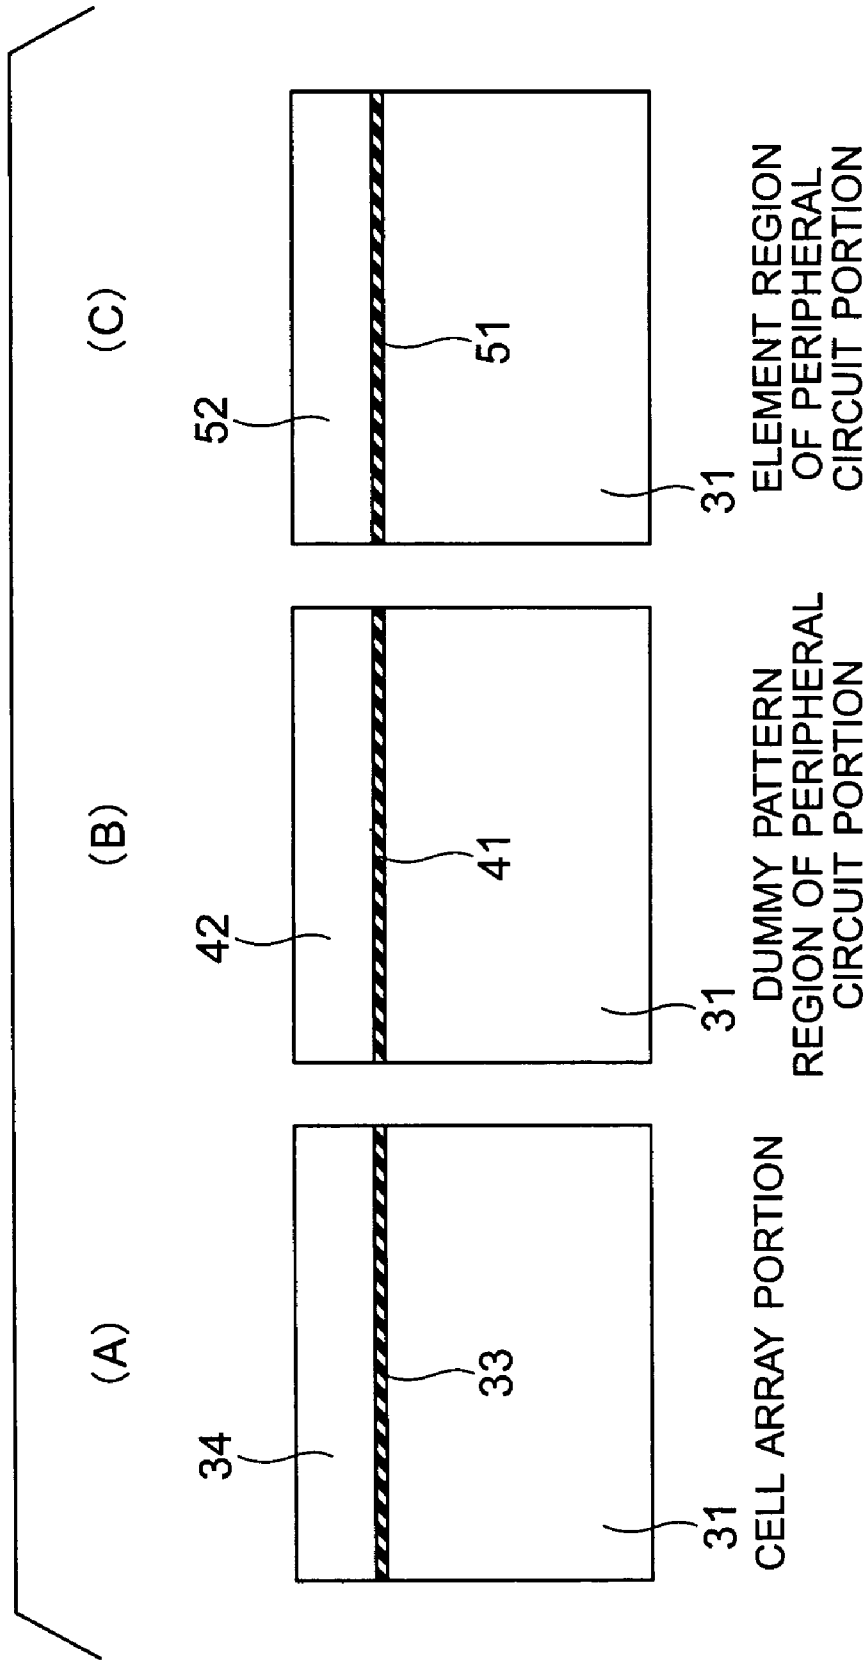 (A)
34
33
31
CELL ARRAY PORTION
(B)
42
41
31
DUMMY PATTERN
REGION OF PERIPHERAL
CIRCUIT PORTION
(C)
52
51
31
ELEMENT REGION
OF PERIPHERAL
CIRCUIT PORTION